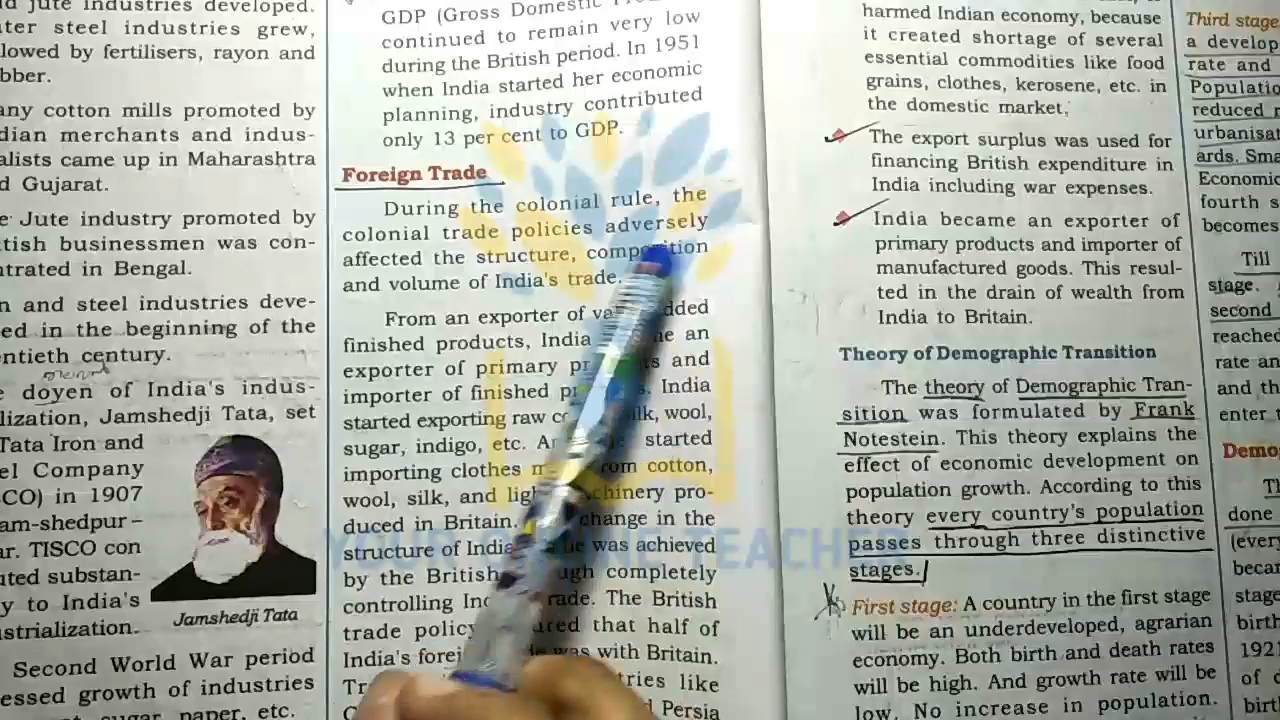 d jute industries developed.
ter steel industries grew,
lowed by fertilisers, rayon and
bber.
any cotton mills promoted by
dian merchants and indus-
alists came up in Maharashtra
d Gujarat.
e Jute industry promoted by
tish businessmen was con-
ntrated in Bengal.
n and steel industries deve-
ed in the beginning of the
entieth century.
e doyen of India's indus-
lization, Jamshedji Tata, set
Tata Iron and
el Company
CO) in 1907
am-shedpur –
ar. TISCO con
uted substan-
y to India's
ustrialization.
Jamshedji Tata
Second World War period
essed growth of industries
sugar, paper, etc.
GDP (Gross Domestic
continued to remain very low
during the British period. In 1951
when India started her economic
planning, industry contributed
only 13 per cent to GDP.
Foreign Trade
During the colonial rule, the
colonial trade policies adversely
affected the structure, composition
and volume of India's trade.
From an exporter of va dded
finished products, India e an
exporter of primary pr ts and
importer of finished pr India
started exporting raw c ilk, wool,
sugar, indigo, etc. started
importing clothes m rom cotton,
wool, silk, and lig chinery pro-
duced in Britain. change in the
structure of India was achieved
by the British ugh completely
controlling In rade. The British
trade policy ured that half of
India's forei was with Britain.
tries like
Persia
harmed Indian economy, because
it created shortage of several
essential commodities like food
grains, clothes, kerosene, etc. in
the domestic market.
The export surplus was used for
financing British expenditure in
India including war expenses.
India became an exporter of
primary products and importer of
manufactured goods. This resul-
ted in the drain of wealth from
India to Britain.
Theory of Demographic Transition
The theory of Demographic Tran-
sition was formulated by Frank
Notestein. This theory explains the
effect of economic development on
population growth. According to this
theory every country's population
passes through three distinctive
stages.
First stage: A country in the first stage
will be an underdeveloped, agrarian
economy. Both birth and death rates
will be high. And growth rate will be
low. No increase in population.
Third stage
a develop
rate and
Populatio
reduced
urbanisat
ards. Sma
Economic
fourth s
becomes
Till
stage.
second
reached
rate an
and th
enter
Demo
Th
done
(every
becar
stage
birth
1921
of d
birt
YOUR TEACHER